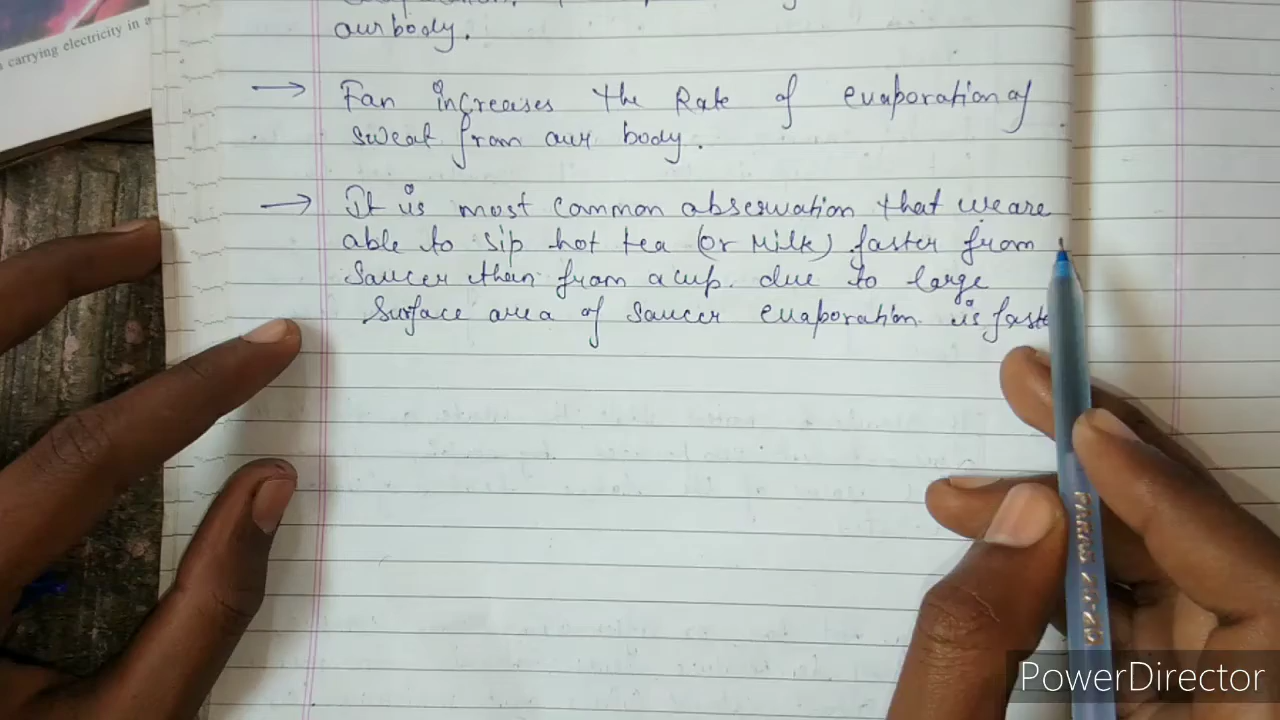 carrying electricity in a
our body.
→ Fan increases the Rate of evaporation of
sweat from our body.
→ It is most common observation that we are
able to sip hot tea (or Milk) faster from
saucer than from a cup. due to large
surface area of saucer evaporation is faste
PowerDirector